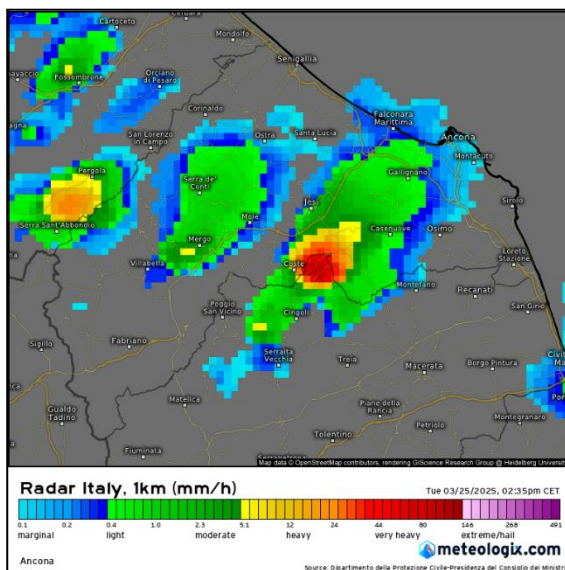 Cartoceto
Mondolfo
Senigallia
Fossombrone
Orciano
di Pesaro
Corinaldo
Falconara
Marittima
Ancona
San Lorenzo
in Campo
Ostra
Santa Lucia
Montacuto
Pergola
Serra de'
Conti
Gallignano
Jesi
Sirolo
Serra Sant'Abbondio
Moie
Casenuove
Osimo
Mergo
Loreto
Stazione
Villabella
Coste
Montefano
Recanati
Poggio
San Vicino
Cingoli
San Girio
Sigillo
Fabriano
Serralta
Vecchia
Treia
Macerata
Borgo Pintura
Matelica
Gualdo
Tadino
Piane della
Rancia
Montegranaro
Petriolo
Tolentino
Fiuminata
Map data © OpenStreetMap contributors, rendering GIScience Research Group @ Heidelberg Universit
Radar Italy, 1km (mm/h)
Tue 03/25/2025, 02:35pm CET
0.1 0.2 0.4 1.0 2.3 5.1 12 24 44 80 146 268 491
marginal light moderate heavy very heavy extreme/hail
meteologix.com
Ancona
Source: Dipartimento della Protezione Civile-Presidenza del Consiglio dei Ministri